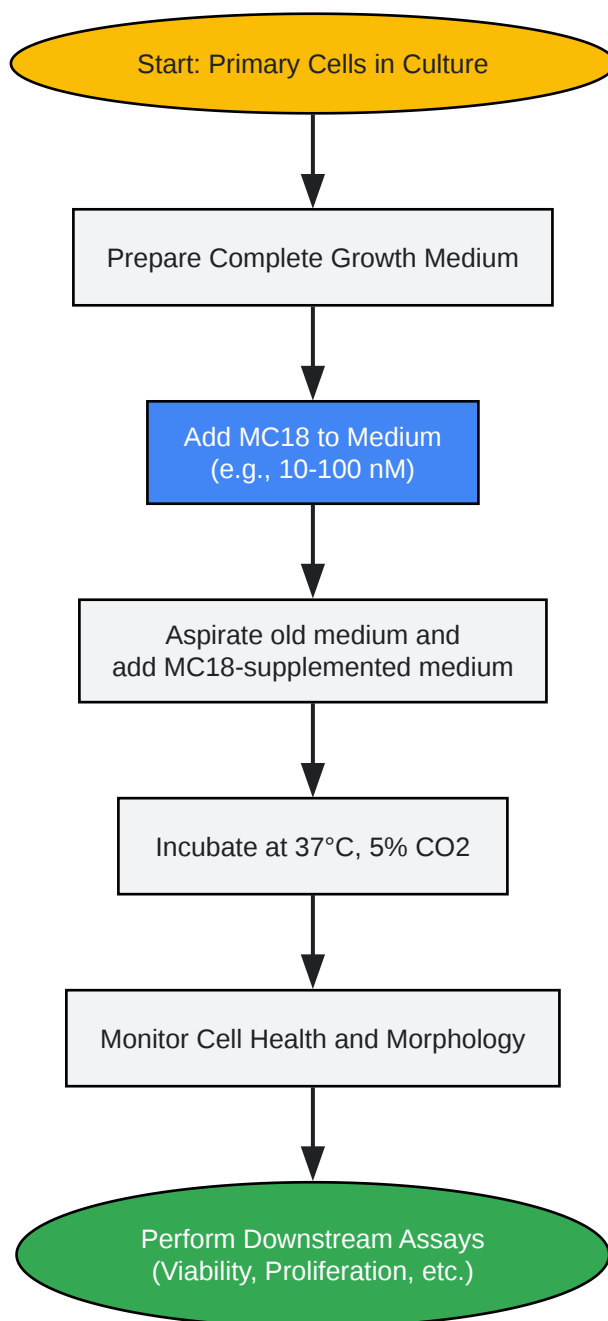 Start: Primary Cells in Culture
Prepare Complete Growth Medium
Add MC18 to Medium
(e.g., 10-100 nM)
Aspirate old medium and
add MC18-supplemented medium
Incubate at 37°C, 5% CO2
Monitor Cell Health and Morphology
Perform Downstream Assays
(Viability, Proliferation, etc.)